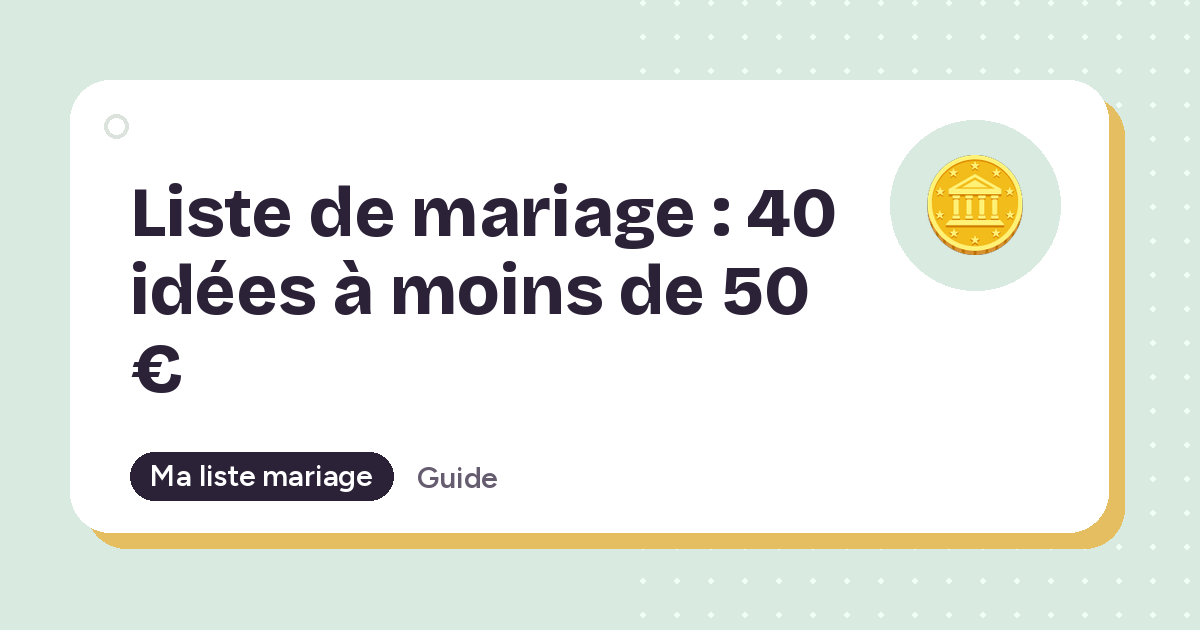 Liste de mariage : 40
idées à moins de 50
€
Ma liste mariage
Guide